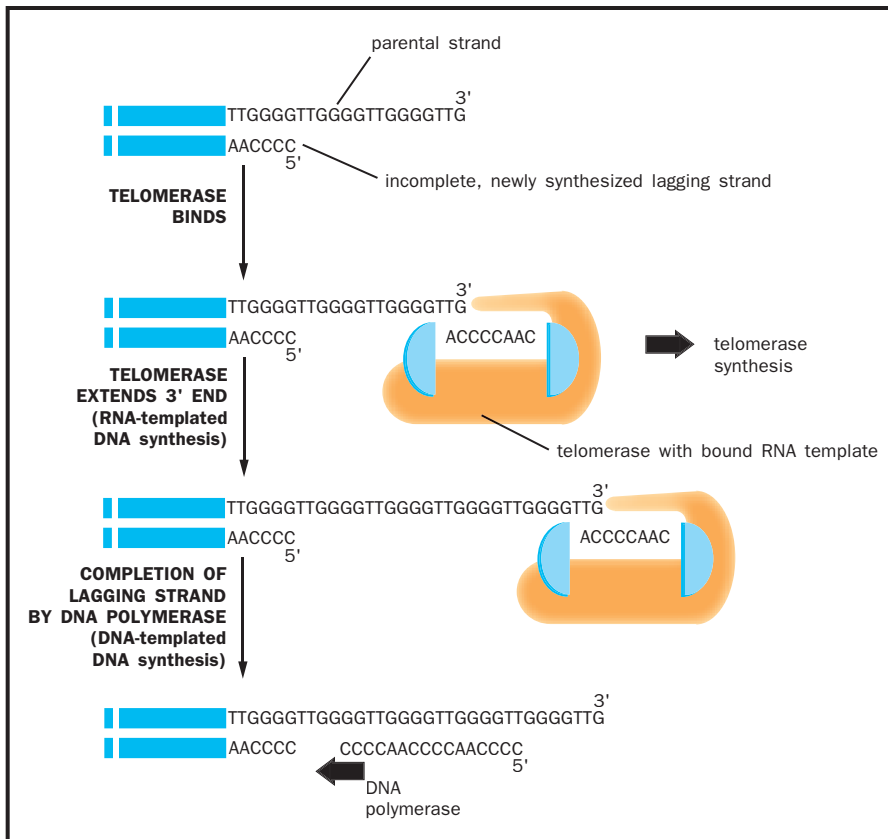 parental strand
3'
TTGGGGTTGGGGTTGGGGTTG
AACCCC
5'
incomplete, newly synthesized lagging strand
TELOMERASE
BINDS
3'
TTGGGGTTGGGGTTGGGGTTG
AACCCC
5'
ACCCCAAC
telomerase
synthesis
TELOMERASE
EXTENDS 3' END
(RNA-templated
DNA synthesis)
telomerase with bound RNA template
3'
TTGGGGTTGGGGTTGGGGTTGGGGTTGGGGTTG
AACCCC
5'
ACCCCAAC
COMPLETION OF
LAGGING STRAND
BY DNA POLYMERASE
(DNA-templated
DNA synthesis)
3'
TTGGGGTTGGGGTTGGGGTTGGGGTTGGGGTTG
AACCCC CCCCAACCCCAACCCC
5'
DNA
polymerase